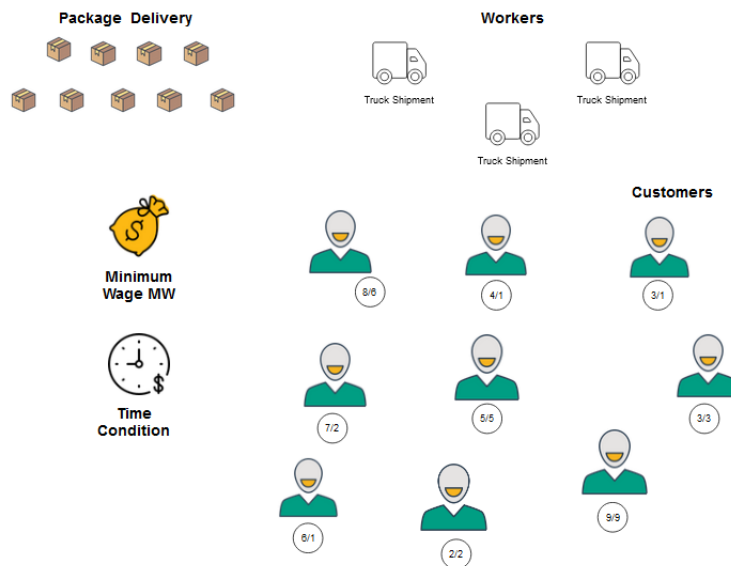 Package Delivery
Workers
Truck Shipment
Truck Shipment
Truck Shipment
Customers
Minimum
Wage MW
8/6
4/1
3/1
Time
Condition
7/2
5/5
3/3
6/1
2/2
9/9